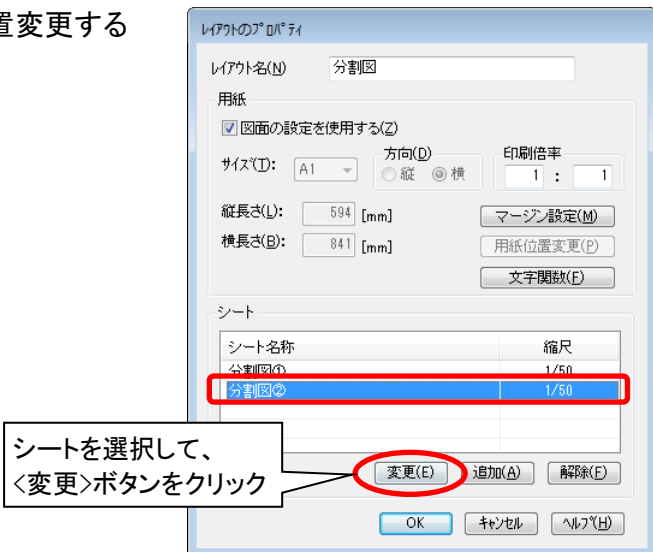 置変更する
レイアウトのプロパティ
レイアウト名(N) 分割図
用紙
図面の設定を使用する(Z)
サイズ(T): A1 方向(D) 縦 横 印刷倍率 1 : 1
縦長さ(L): 594 [mm] マージン設定(M)
横長さ(B): 841 [mm] 用紙位置変更(P)
文字関数(F)
シート
シート名称 縮尺
分割図① 1/50
分割図② 1/50
シートを選択して、
<変更>ボタンをクリック
変更(E) 追加(A) 解除(F)
OK キャンセル ヘルプ(H)